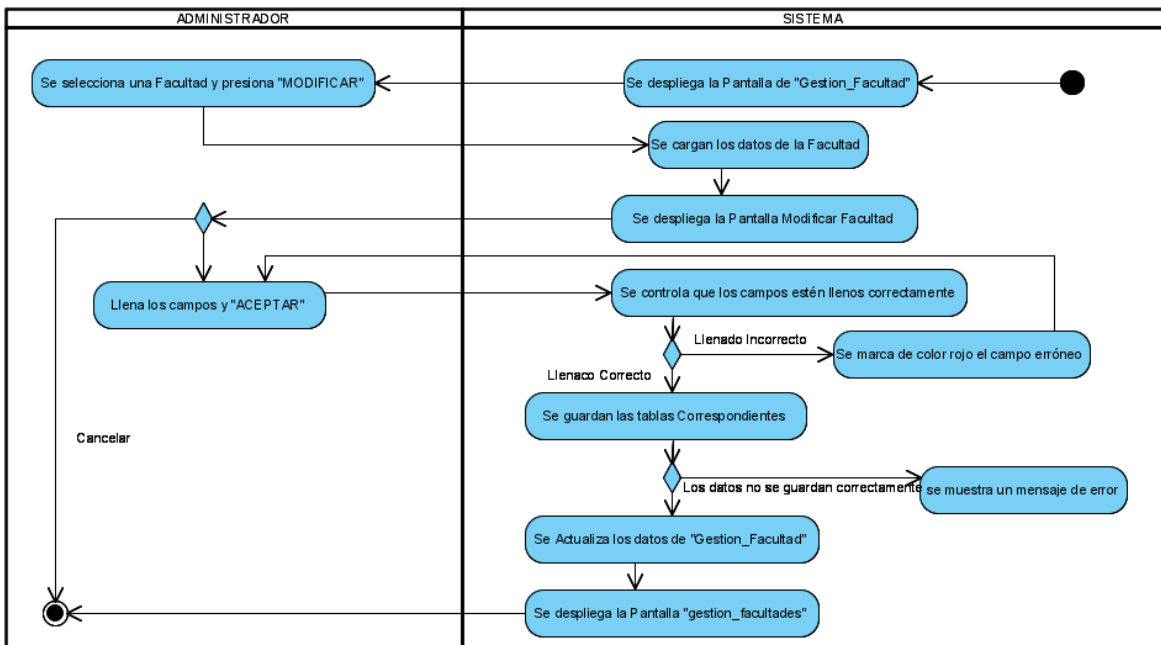 ADMINISTRADOR
SISTEMA
Se selecciona una Facultad y presiona "MODIFICAR"
Se despliega la Pantalla de "Gestion_Facultad"
Se cargan los datos de la Facultad
Se despliega la Pantalla Modificar Facultad
Llena los campos y "ACEPTAR"
Se controla que los campos estén llenos correctamente
Llenado Incorrecto
Se marca de color rojo el campo erróneo
Llenaco Correcto
Se guardan las tablas Correspondientes
Cancelar
Los datos no se guardan correctamente
se muestra un mensaje de error
Se Actualiza los datos de "Gestion_Facultad"
Se despliega la Pantalla "gestion_facultades"